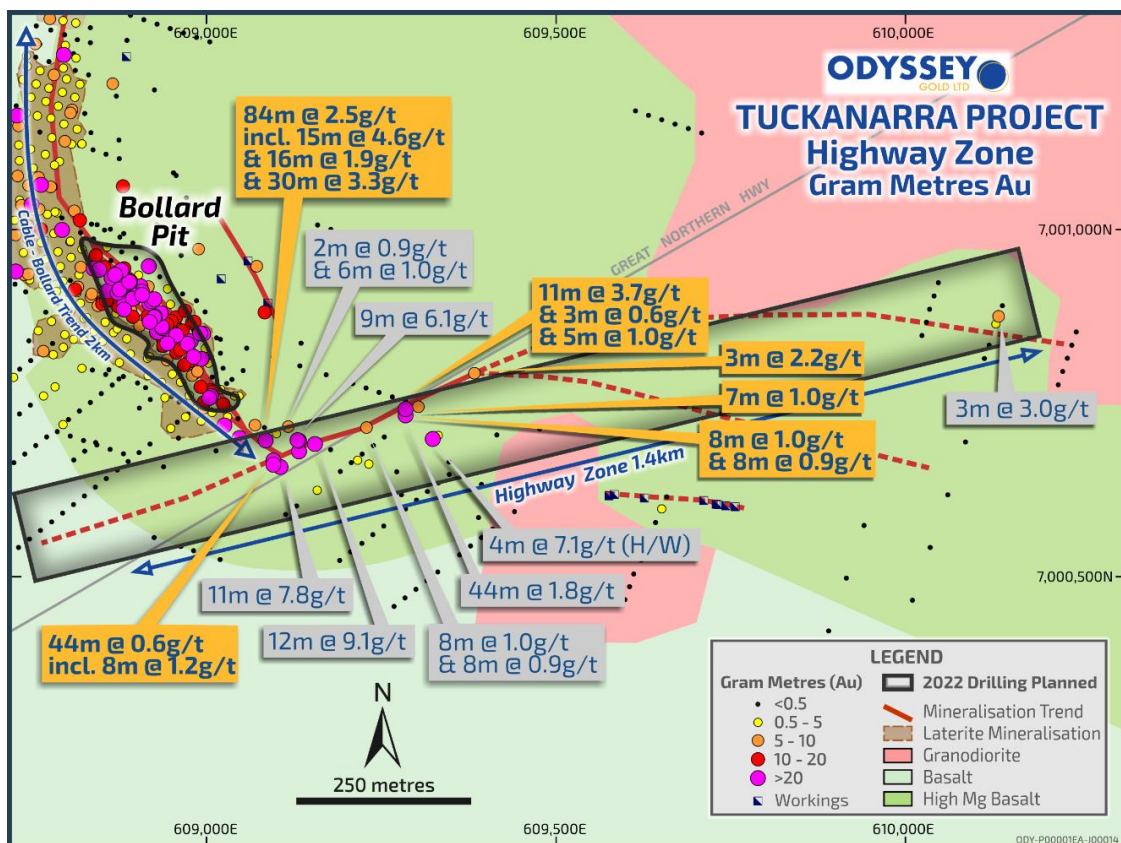 609,000E
609,500E
610,000E
ODYSSEY
GOLD LTD
TUCKANARRA PROJECT
Highway Zone
Gram Metres Au
84m @ 2.5g/t
incl. 15m @ 4.6g/t
& 16m @ 1.9g/t
& 30m @ 3.3g/t
Bollard
Pit
Cable - Bollard Trend 2km
2m @ 0.9g/t
& 6m @ 1.0g/t
9m @ 6.1g/t
GREAT NORTHERN HWY
7,001,000N
11m @ 3.7g/t
& 3m @ 0.6g/t
& 5m @ 1.0g/t
3m @ 2.2g/t
7m @ 1.0g/t
8m @ 1.0g/t
& 8m @ 0.9g/t
3m @ 3.0g/t
Highway Zone 1.4km
4m @ 7.1g/t (H/W)
44m @ 1.8g/t
8m @ 1.0g/t
& 8m @ 0.9g/t
11m @ 7.8g/t
12m @ 9.1g/t
44m @ 0.6g/t
incl. 8m @ 1.2g/t
7,000,500N
N
250 metres
LEGEND
Gram Metres (Au)
<0.5
0.5 - 5
5 - 10
10 - 20
>20
Workings
2022 Drilling Planned
Mineralisation Trend
Laterite Mineralisation
Granodiorite
Basalt
High Mg Basalt
609,000E
609,500E
610,000E
ODY-P00001EA-J00014